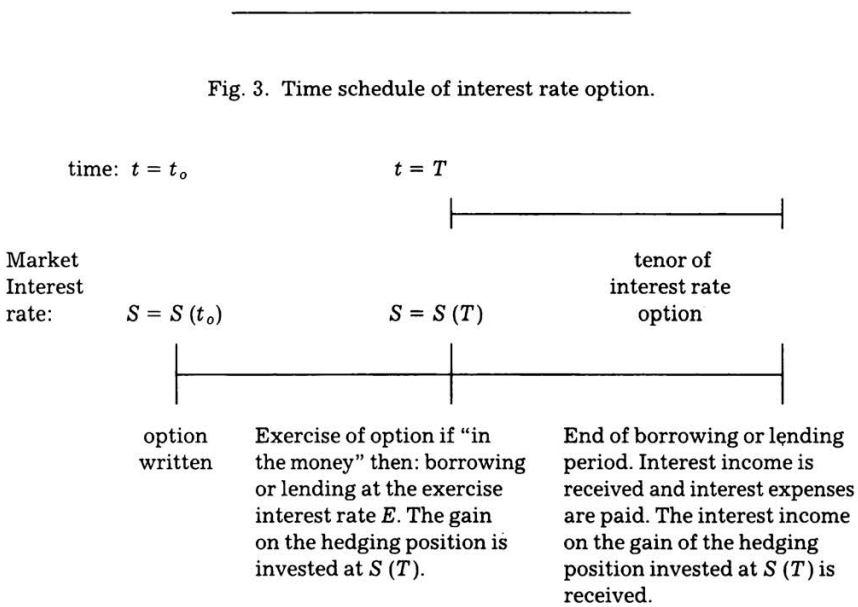 Fig. 3. Time schedule of interest rate option.
time: t = tₒ
t = T
Market
Interest
rate:
S = S (tₒ)
S = S (T)
tenor of
interest rate
option
option
written
Exercise of option if “in
the money” then: borrowing
or lending at the exercise
interest rate E. The gain
on the hedging position is
invested at S (T).
End of borrowing or lending
period. Interest income is
received and interest expenses
are paid. The interest income
on the gain of the hedging
position invested at S (T) is
received.